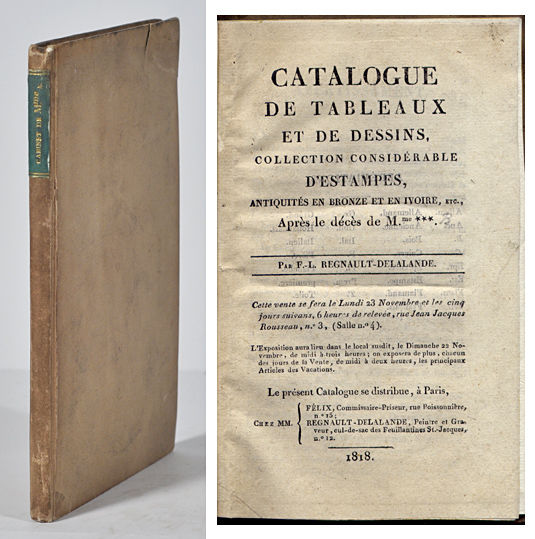 CABINET DE Mme
CATALOGUE
DE TABLEAUX
ET DE DESSINS,
COLLECTION CONSIDÉRABLE
D'ESTAMPES,
ANTIQUITÉS EN BRONZE ET EN IVOIRE, ETC.,
Après le décès de M.me ***.
PAR F.-L. REGNAULT-DELALANDE.
Cette vente se fera le Lundi 23 Novembre et les cinq
jours suivans, 6 heures de relevée, rue Jean Jacques
Rousseau, n.o 3, (Salle n.o 4).
L'Exposition aura lieu dans le local susdit, le Dimanche 22 No-
vembre, de midi à trois heures; on exposera de plus, chacun
des jours de la Vente, de midi à deux heures, les principaux
Articles des Vacations.
Le présent Catalogue se distribue, à Paris,
FÉLIX, Commissaire-Priseur, rue Poissonnière,
n.o 15;
CHEZ MM. REGNAULT-DELALANDE, Peintre et Gra-
veur, cul-de-sac des Feuillantines St.-Jacques,
n.o 12.
1818.